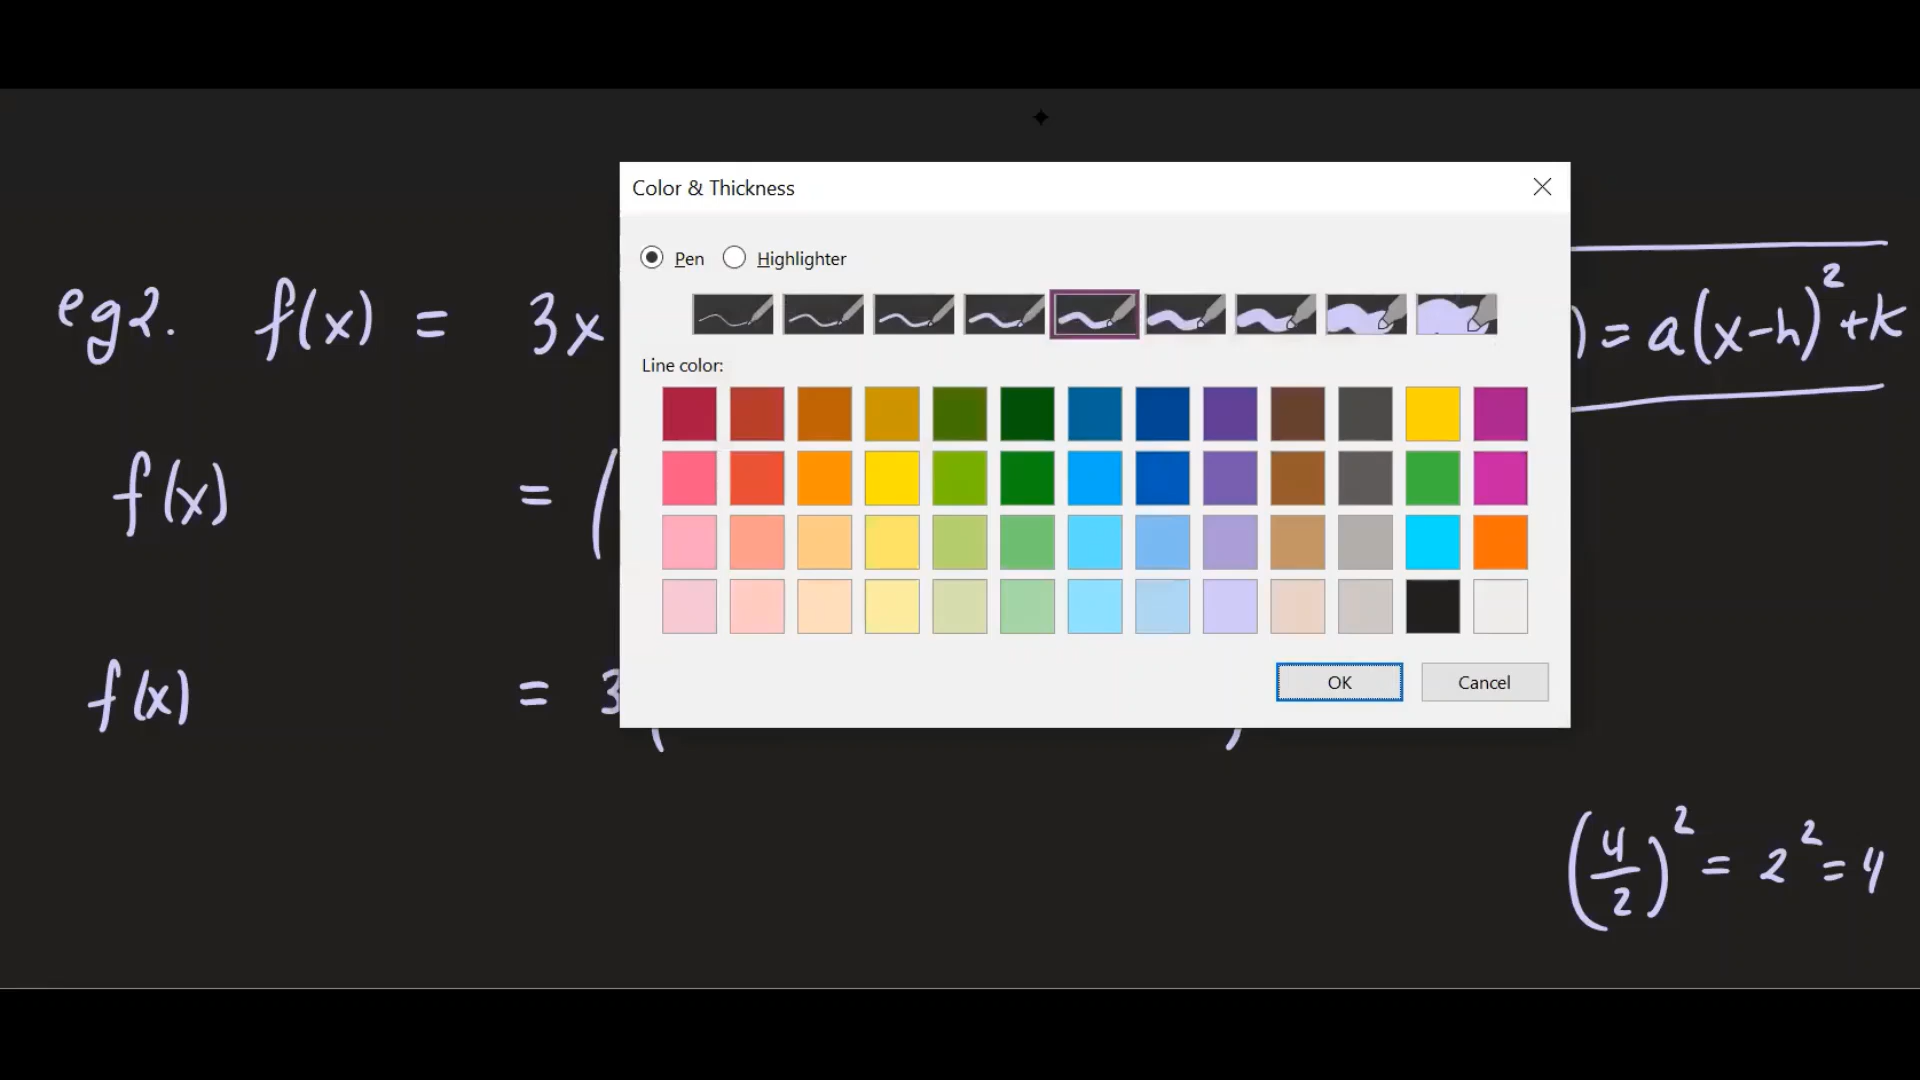 Color & Thickness
Pen Highlighter
Line color:
OK Cancel
eg2. f(x) = 3x
) = a(x-h)² + k
f(x) = (
f(x) = 3
( )
(4/2)² = 2² = 4